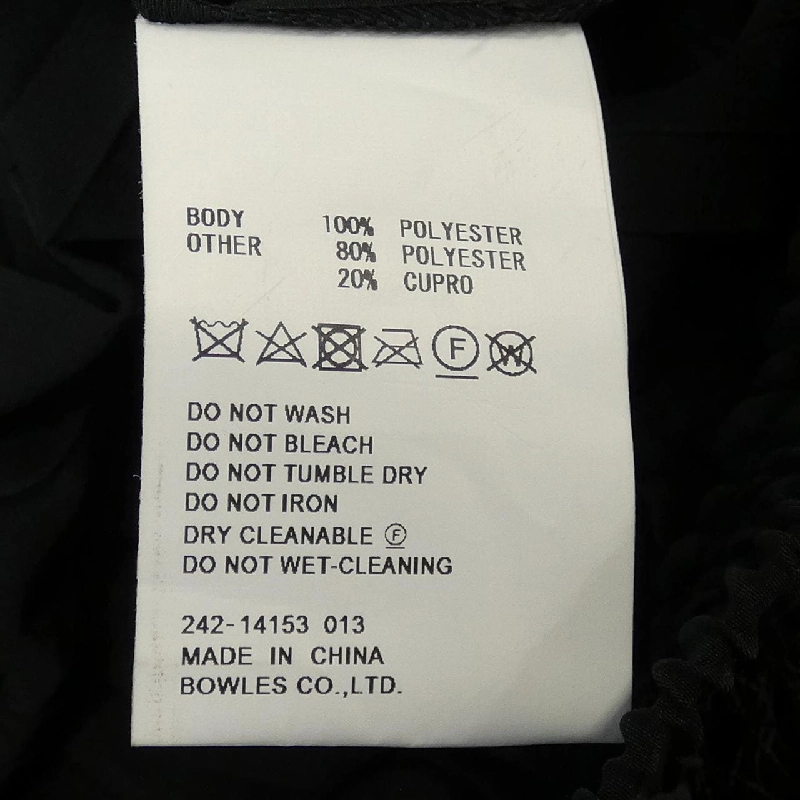 BODY 100% POLYESTER
OTHER 80% POLYESTER
20% CUPRO
F W
DO NOT WASH
DO NOT BLEACH
DO NOT TUMBLE DRY
DO NOT IRON
DRY CLEANABLE Ⓕ
DO NOT WET-CLEANING
242-14153 013
MADE IN CHINA
BOWLES CO.,LTD.